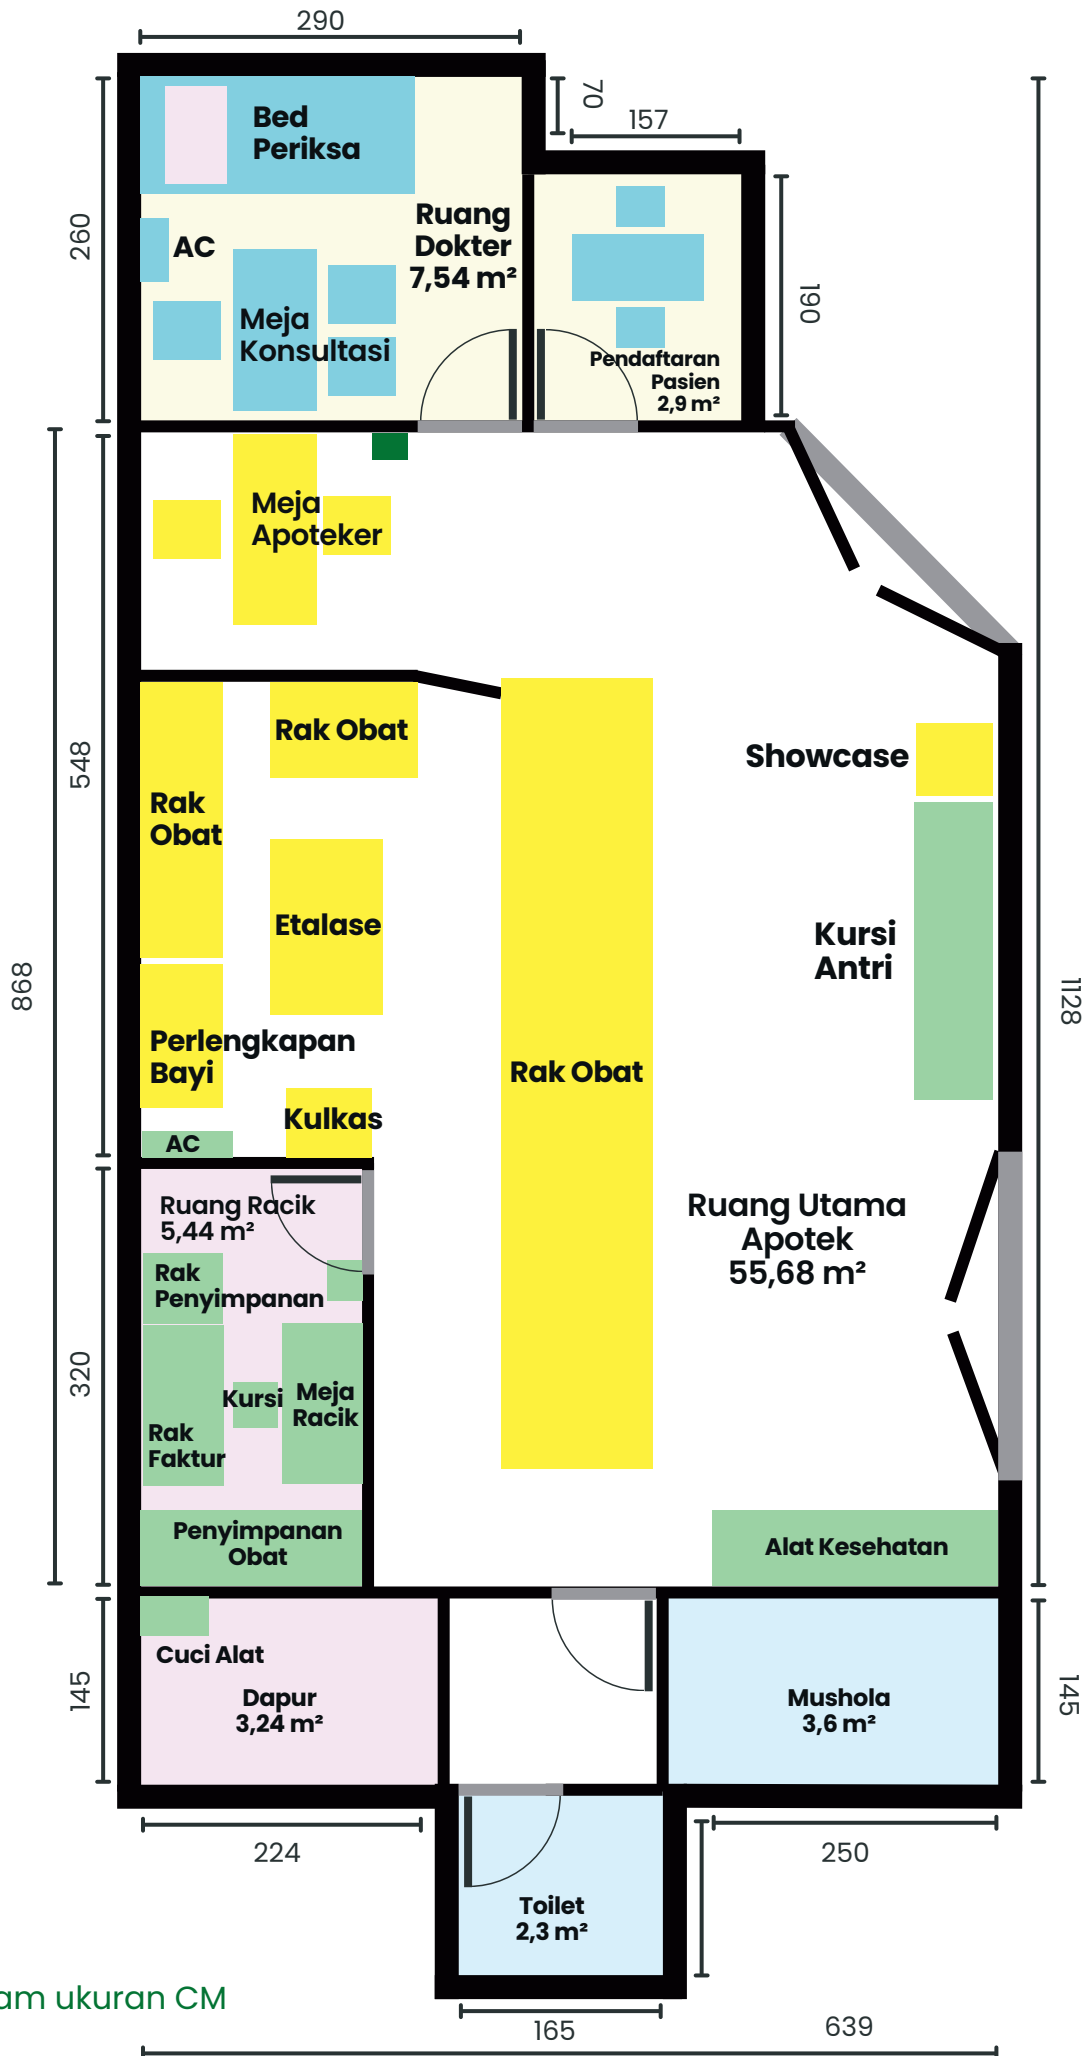 290
70
157
Bed
Periksa
260
AC
Ruang
Dokter
7,54 m²
190
Meja
Konsultasi
Pendaftaran
Pasien
2,9 m²
Meja
Apoteker
548
Rak Obat
Showcase
Rak
Obat
Etalase
Kursi
Antri
868
1128
Perlengkapan
Bayi
Rak Obat
Kulkas
AC
Ruang Racik
5,44 m²
Ruang Utama
Apotek
55,68 m²
Rak
Penyimpanan
320
Kursi
Meja
Racik
Rak
Faktur
Penyimpanan
Obat
Alat Kesehatan
145
Cuci Alat
Dapur
3,24 m²
Mushola
3,6 m²
145
224
250
Toilet
2,3 m²
am ukuran CM
165
639